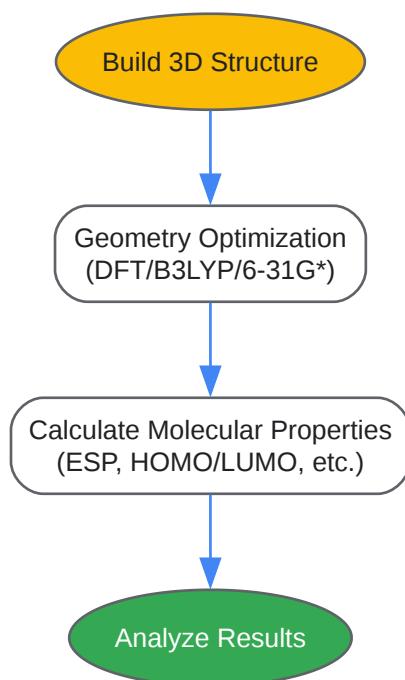 Build 3D Structure
Geometry Optimization
(DFT/B3LYP/6-31G*)
Calculate Molecular Properties
(ESP, HOMO/LUMO, etc.)
Analyze Results